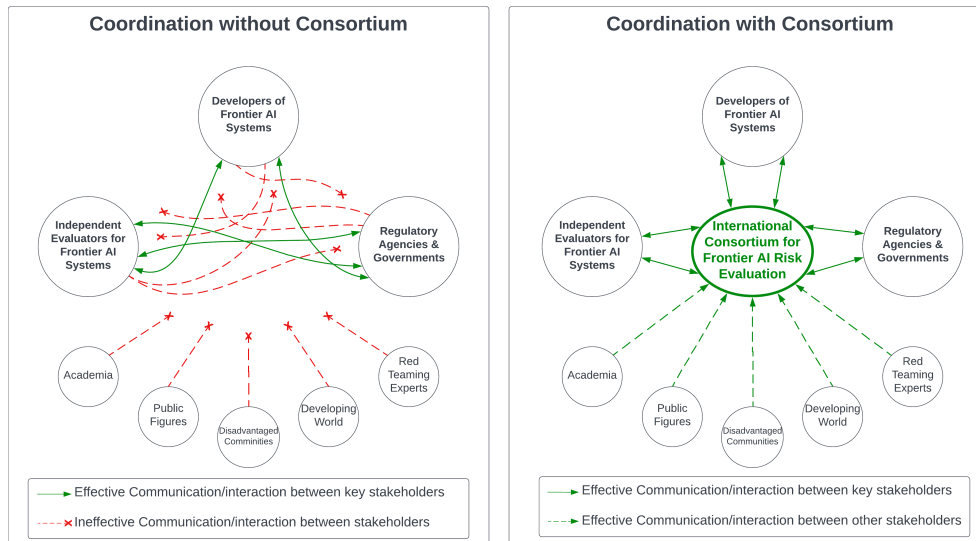 Coordination without Consortium
Developers of
Frontier AI
Systems
Independent
Evaluators for
Frontier AI
Systems
Regulatory
Agencies &
Governments
Academia
Public
Figures
Disadvantaged
Comminities
Developing
World
Red
Teaming
Experts
Effective Communication/interaction between key stakeholders
Ineffective Communication/interaction between stakeholders
Coordination with Consortium
Developers of
Frontier AI
Systems
Independent
Evaluators for
Frontier AI
Systems
International
Consortium for
Frontier AI Risk
Evaluation
Regulatory
Agencies &
Governments
Academia
Public
Figures
Disadvantaged
Communities
Developing
World
Red
Teaming
Experts
Effective Communication/interaction between key stakeholders
Effective Communication/interaction between other stakeholders